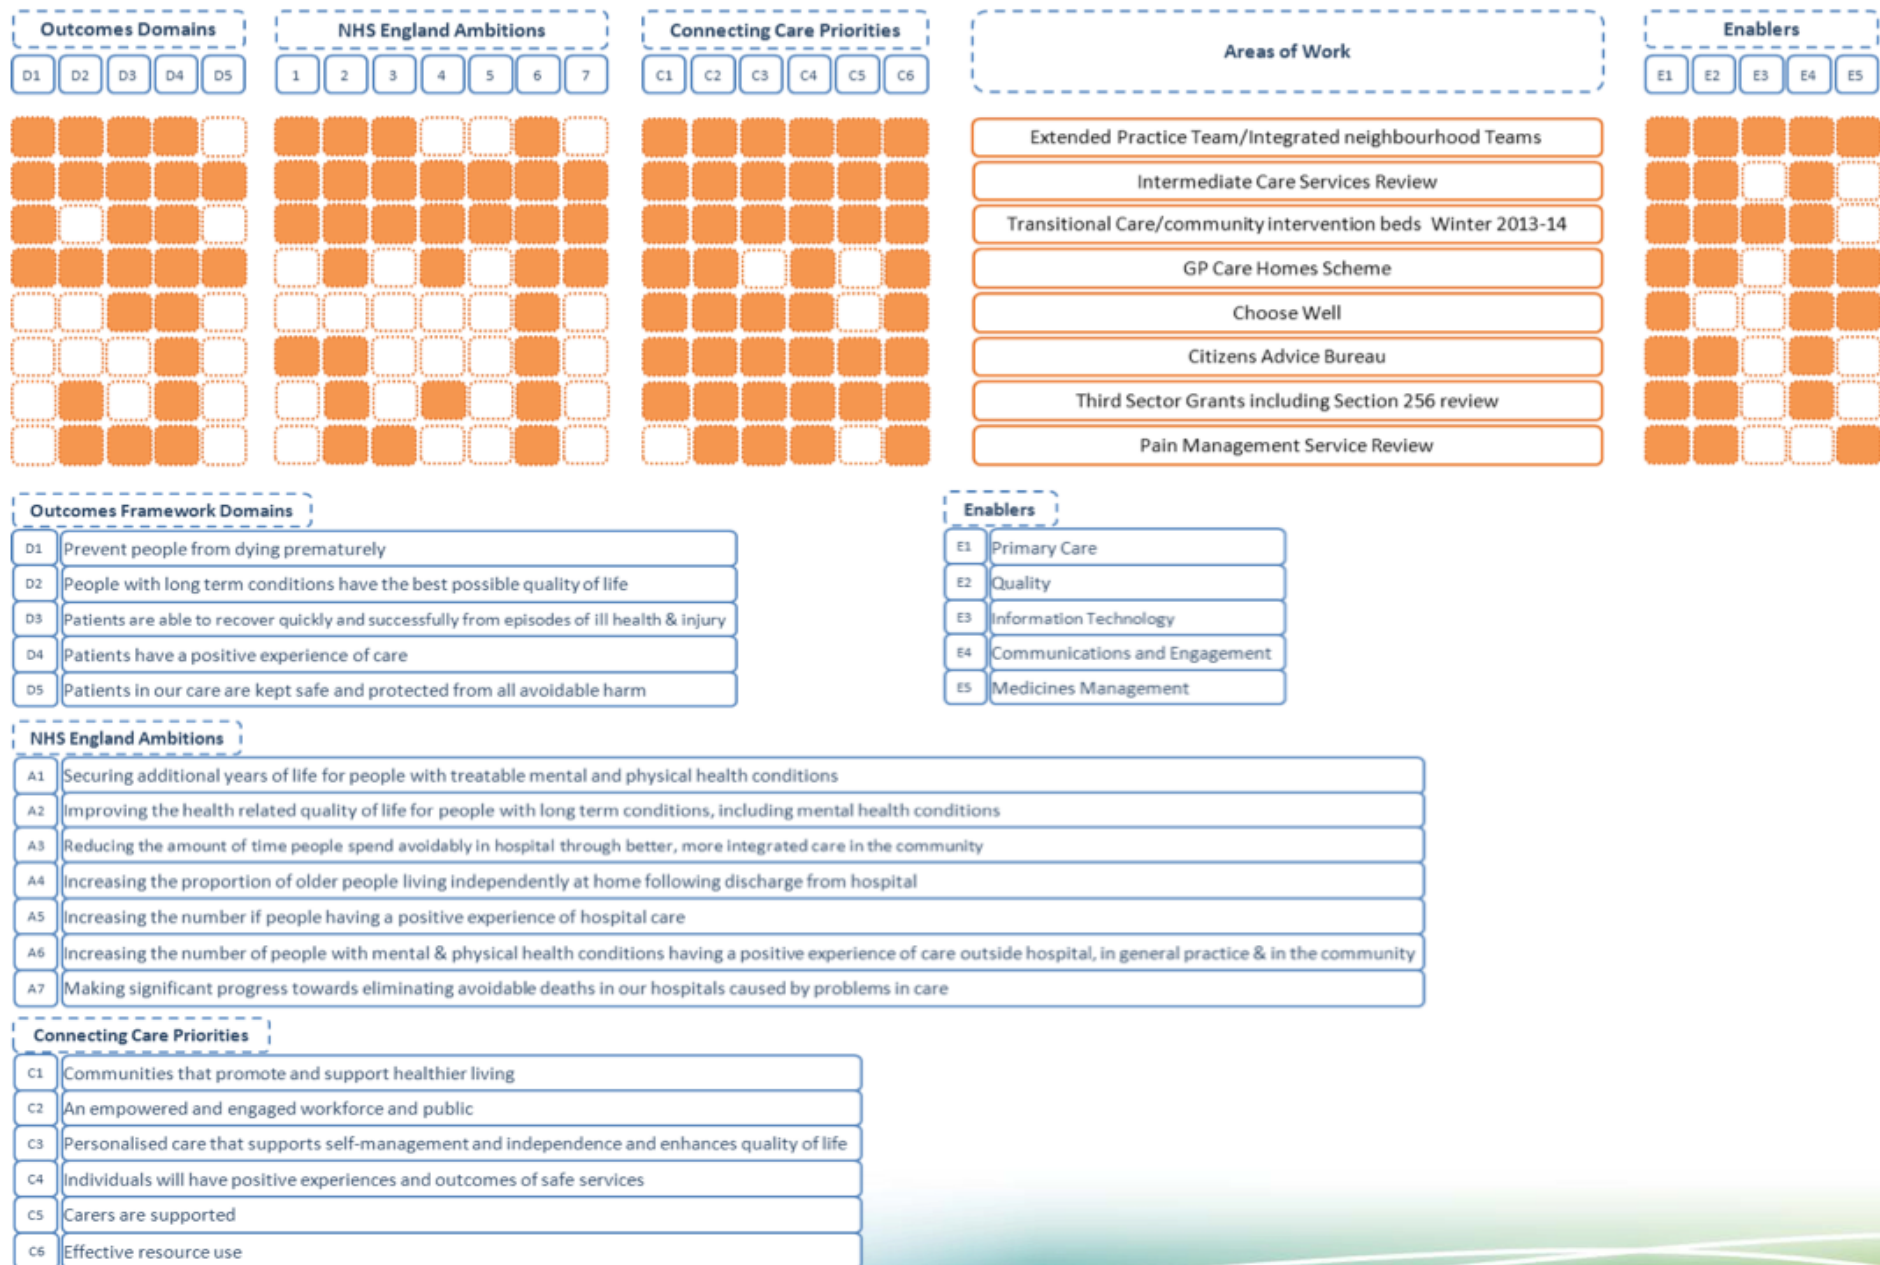 Outcomes Domains
NHS England Ambitions
Connecting Care Priorities
Areas of Work
Enablers
D1 D2 D3 D4 D5
1 2 3 4 5 6 7
C1 C2 C3 C4 C5 C6
E1 E2 E3 E4 E5
Extended Practice Team/Integrated neighbourhood Teams
Intermediate Care Services Review
Transitional Care/community intervention beds Winter 2013-14
GP Care Homes Scheme
Choose Well
Citizens Advice Bureau
Third Sector Grants including Section 256 review
Pain Management Service Review
Outcomes Framework Domains
D1 Prevent people from dying prematurely
D2 People with long term conditions have the best possible quality of life
D3 Patients are able to recover quickly and successfully from episodes of ill health & injury
D4 Patients have a positive experience of care
D5 Patients in our care are kept safe and protected from all avoidable harm
Enablers
E1 Primary Care
E2 Quality
E3 Information Technology
E4 Communications and Engagement
E5 Medicines Management
NHS England Ambitions
A1 Securing additional years of life for people with treatable mental and physical health conditions
A2 Improving the health related quality of life for people with long term conditions, including mental health conditions
A3 Reducing the amount of time people spend avoidably in hospital through better, more integrated care in the community
A4 Increasing the proportion of older people living independently at home following discharge from hospital
A5 Increasing the number if people having a positive experience of hospital care
A6 Increasing the number of people with mental & physical health conditions having a positive experience of care outside hospital, in general practice & in the community
A7 Making significant progress towards eliminating avoidable deaths in our hospitals caused by problems in care
Connecting Care Priorities
C1 Communities that promote and support healthier living
C2 An empowered and engaged workforce and public
C3 Personalised care that supports self-management and independence and enhances quality of life
C4 Individuals will have positive experiences and outcomes of safe services
C5 Carers are supported
C6 Effective resource use